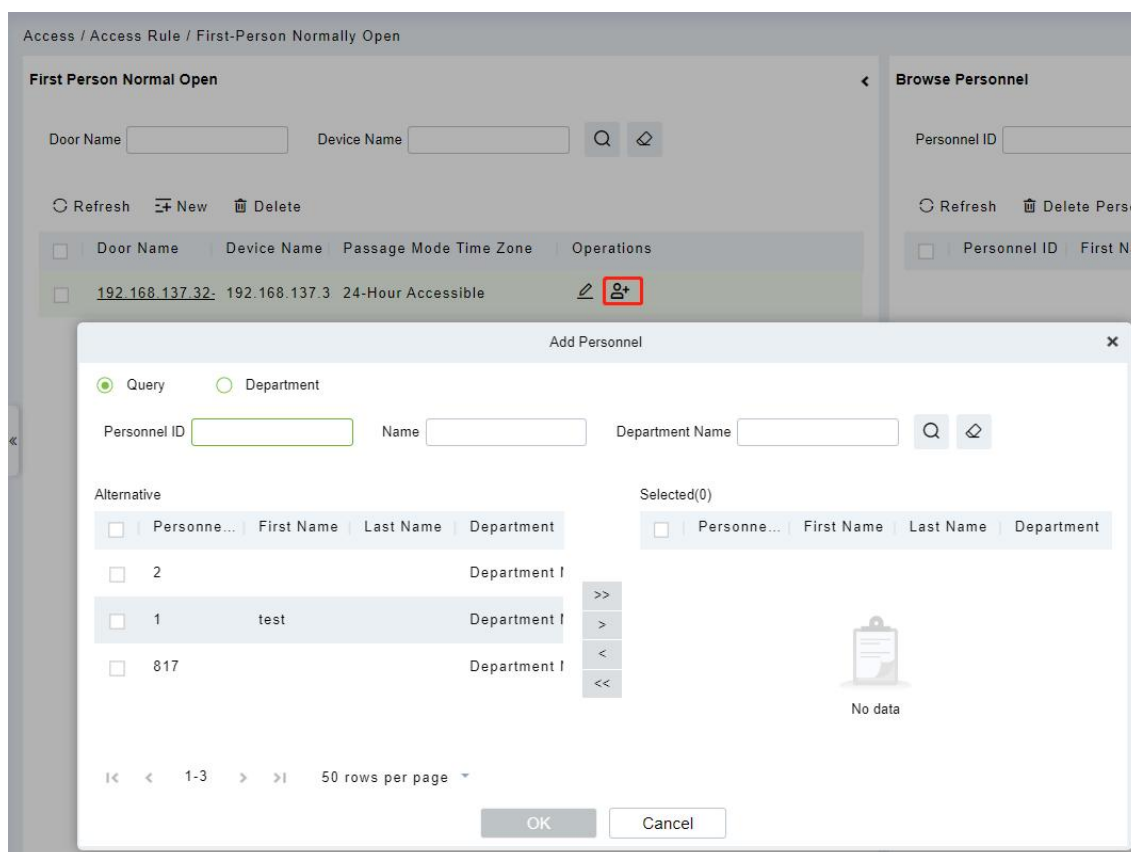 Access / Access Rule / First-Person Normally Open
First Person Normal Open
Browse Personnel
Door Name
Device Name
Personnel ID
Refresh New Delete
Refresh Delete Pers
Door Name Device Name Passage Mode Time Zone Operations
Personnel ID First N
192.168.137.32- 192.168.137.3 24-Hour Accessible
Add Personnel
Query Department
Personnel ID Name Department Name
Alternative
Selected(0)
Personne... First Name Last Name Department
Personne... First Name Last Name Department
2 Department
1 test Department
817 Department
>>
>
<
<<
No data
1-3 50 rows per page
OK Cancel